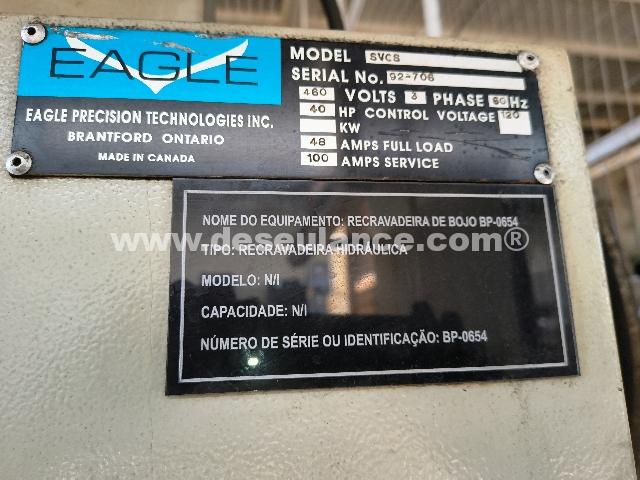 EAGLE
EAGLE PRECISION TECHNOLOGIES INC.
BRANTFORD ONTARIO
MADE IN CANADA
MODEL SVCS
SERIAL No. 92-706
460 VOLTS 3 PHASE 60 Hz
40 HP CONTROL VOLTAGE 120
KW
48 AMPS FULL LOAD
100 AMPS SERVICE
NOME DO EQUIPAMENTO: RECRAVADEIRA DE BOJO BP-0654
www.deseulance.com®
TIPO: RECRAVADEIRA HIDRÁULICA
MODELO: N/I
CAPACIDADE: N/I
NÚMERO DE SÉRIE OU IDENTIFICAÇÃO: BP-0654